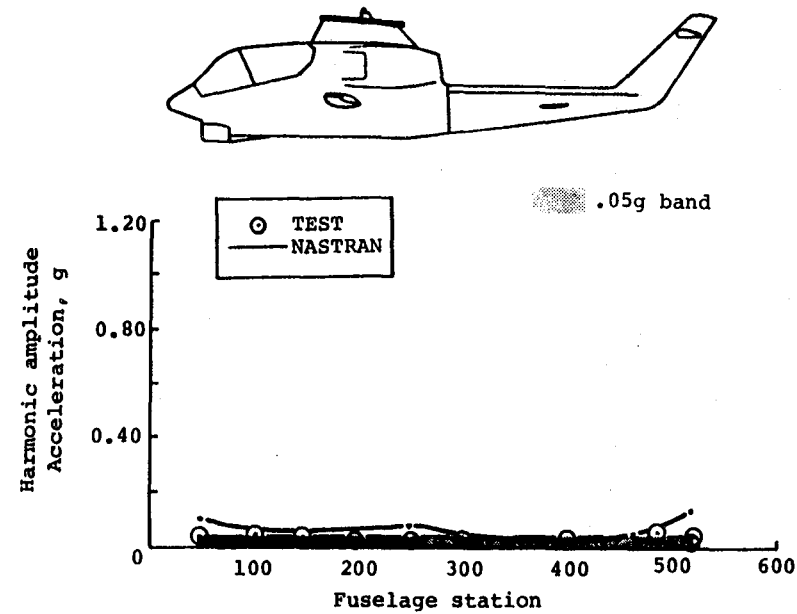 .05g band
TEST
NASTRAN
Harmonic amplitude
Acceleration, g
1.20
0.80
0.40
0
100 200 300 400 500 600
Fuselage station